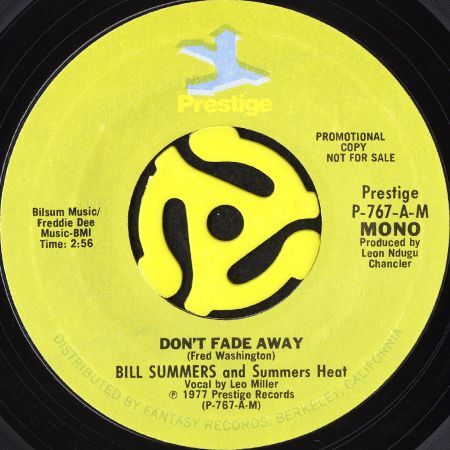 Prestige
PROMOTIONAL
COPY
NOT FOR SALE
Bilsum Music/
Freddie Dee
Music-BMI
Time: 2:56
Prestige
P-767-A-M
MONO
Produced by
Leon Ndugu
Chancler
DON'T FADE AWAY
(Fred Washington)
BILL SUMMERS and Summers Heat
Vocal by Leo Miller
℗ 1977 Prestige Records
(P-767-A-M)
DISTRIBUTED BY FANTASY RECORDS, BERKELEY, CALIFORNIA